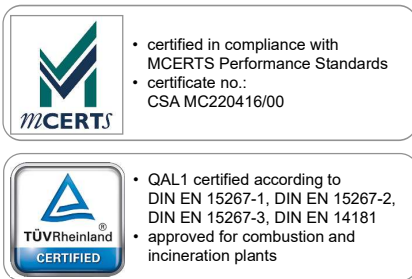 mCERTS
• certified in compliance with
MCERTS Performance Standards
• certificate no.:
CSA MC220416/00
TÜVRheinland®
CERTIFIED
• QAL1 certified according to
DIN EN 15267-1, DIN EN 15267-2,
DIN EN 15267-3, DIN EN 14181
• approved for combustion and
incineration plants